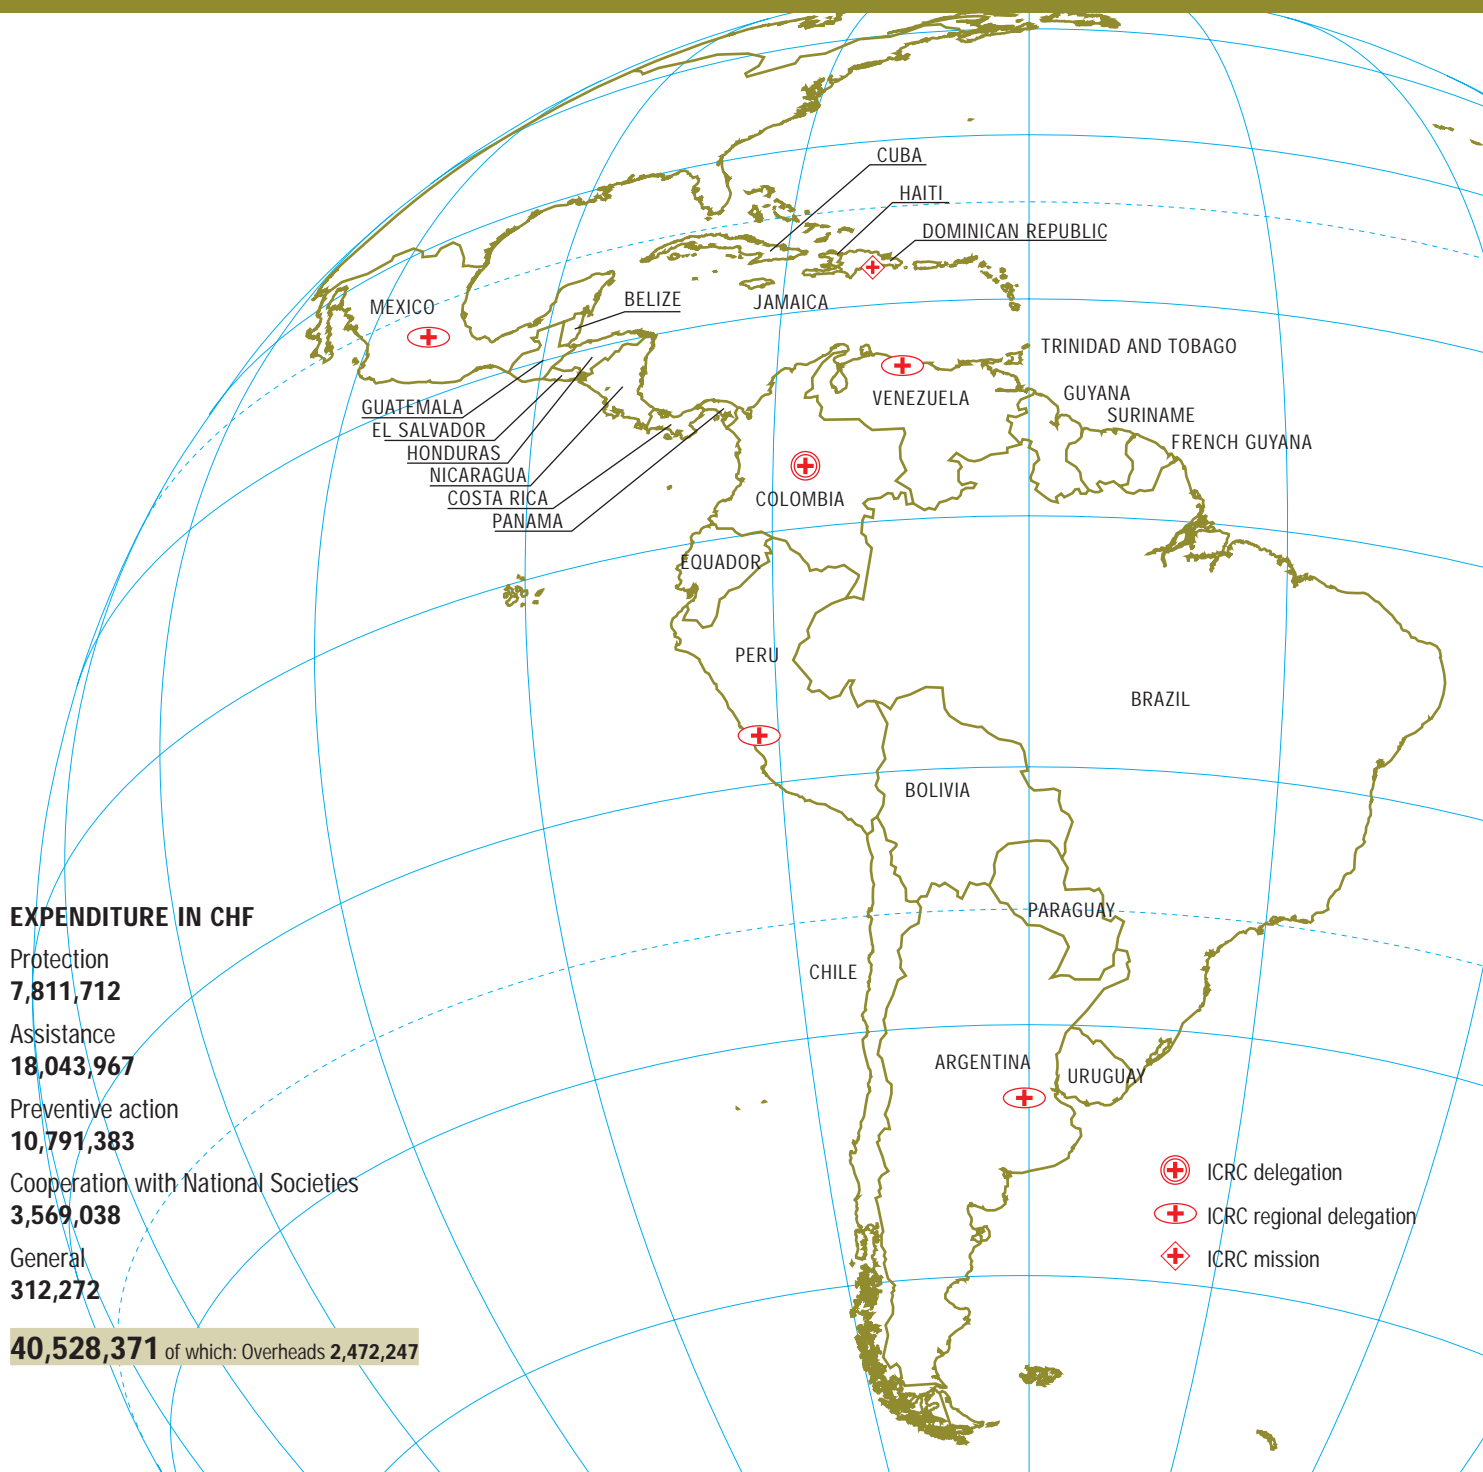 CUBA
HAITI
DOMINICAN REPUBLIC
MEXICO
BELIZE
JAMAICA
TRINIDAD AND TOBAGO
VENEZUELA
GUYANA
SURINAME
FRENCH GUYANA
GUATEMALA
EL SALVADOR
HONDURAS
NICARAGUA
COSTA RICA
PANAMA
COLOMBIA
EQUADOR
PERU
BRAZIL
BOLIVIA
PARAGUAY
CHILE
ARGENTINA
URUGUAY
EXPENDITURE IN CHF
Protection
7,811,712
Assistance
18,043,967
Preventive action
10,791,383
Cooperation with National Societies
3,569,038
General
312,272
40,528,371 of which: Overheads 2,472,247
ICRC delegation
ICRC regional delegation
ICRC mission